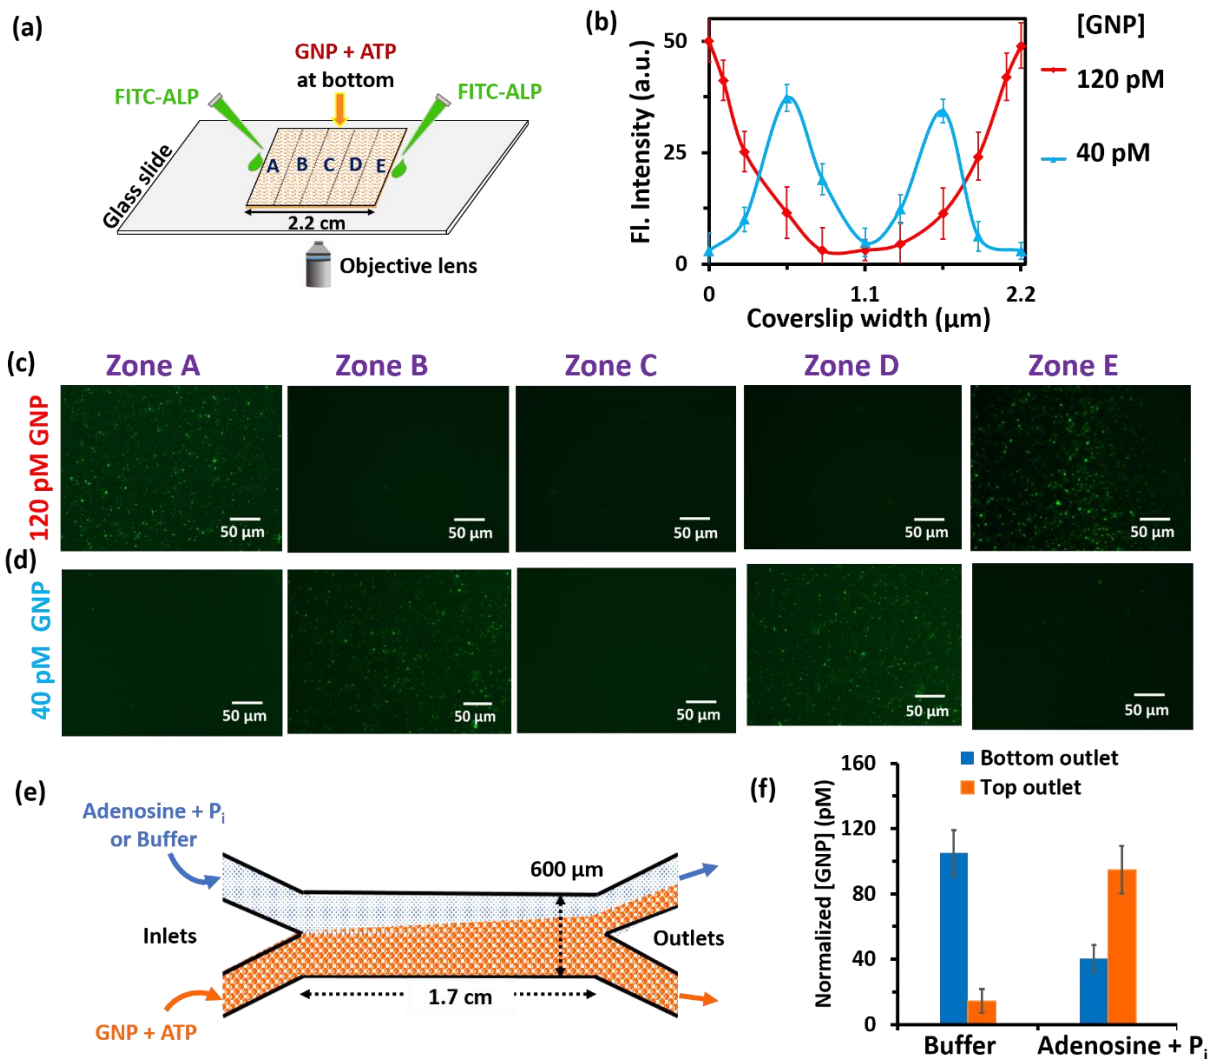 (a)
GNP + ATP
at bottom
FITC-ALP
FITC-ALP
A B C D E
Glass slide
2.2 cm
Objective lens
(b)
Fl. Intensity (a.u.)
50
25
0
0 1.1 2.2
Coverslip width (μm)
[GNP]
120 pM
40 pM
(c)
Zone A Zone B Zone C Zone D Zone E
120 pM GNP
50 μm 50 μm 50 μm 50 μm 50 μm
(d)
40 pM GNP
50 μm 50 μm 50 μm 50 μm 50 μm
(e)
Adenosine + Pi
or Buffer
600 μm
Inlets
Outlets
1.7 cm
GNP + ATP
(f)
Bottom outlet
Top outlet
Normalized [GNP] (pM)
160
120
80
40
0
Buffer Adenosine + Pi